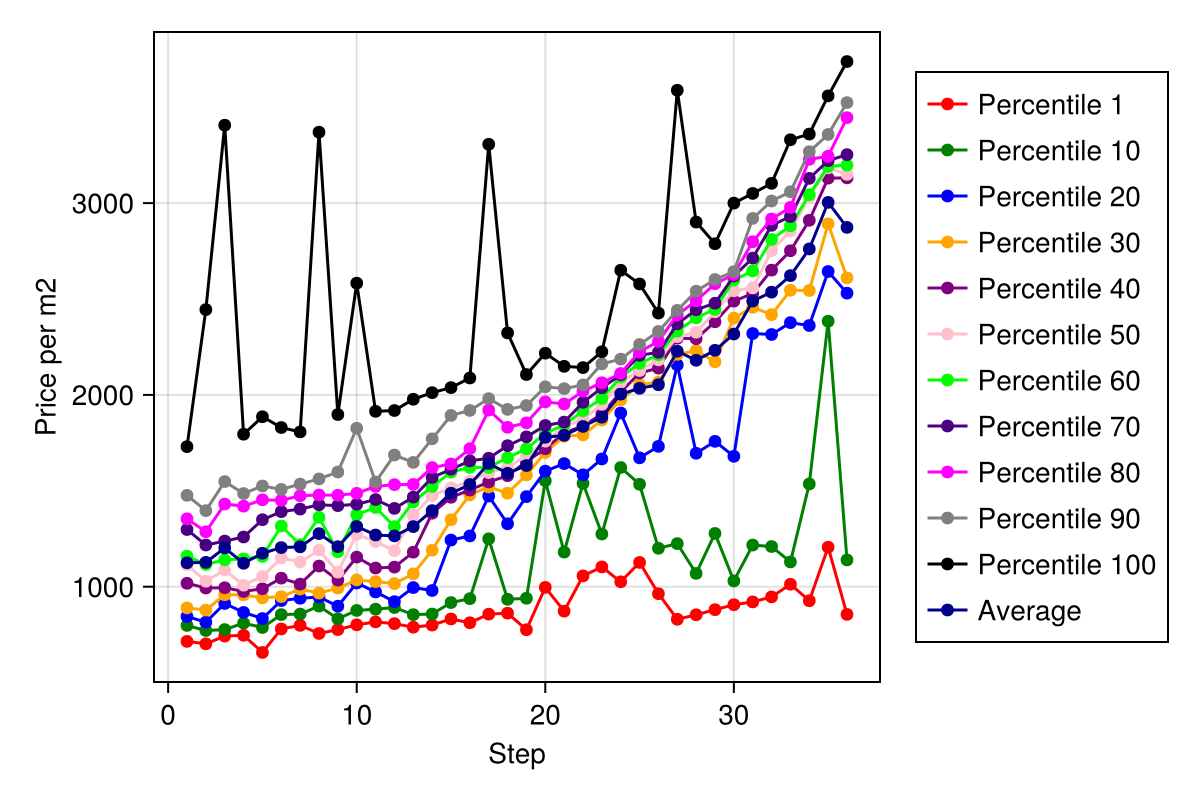 Price per m2
3000
2000
1000
0 10 20 30
Step
Percentile 1
Percentile 10
Percentile 20
Percentile 30
Percentile 40
Percentile 50
Percentile 60
Percentile 70
Percentile 80
Percentile 90
Percentile 100
Average